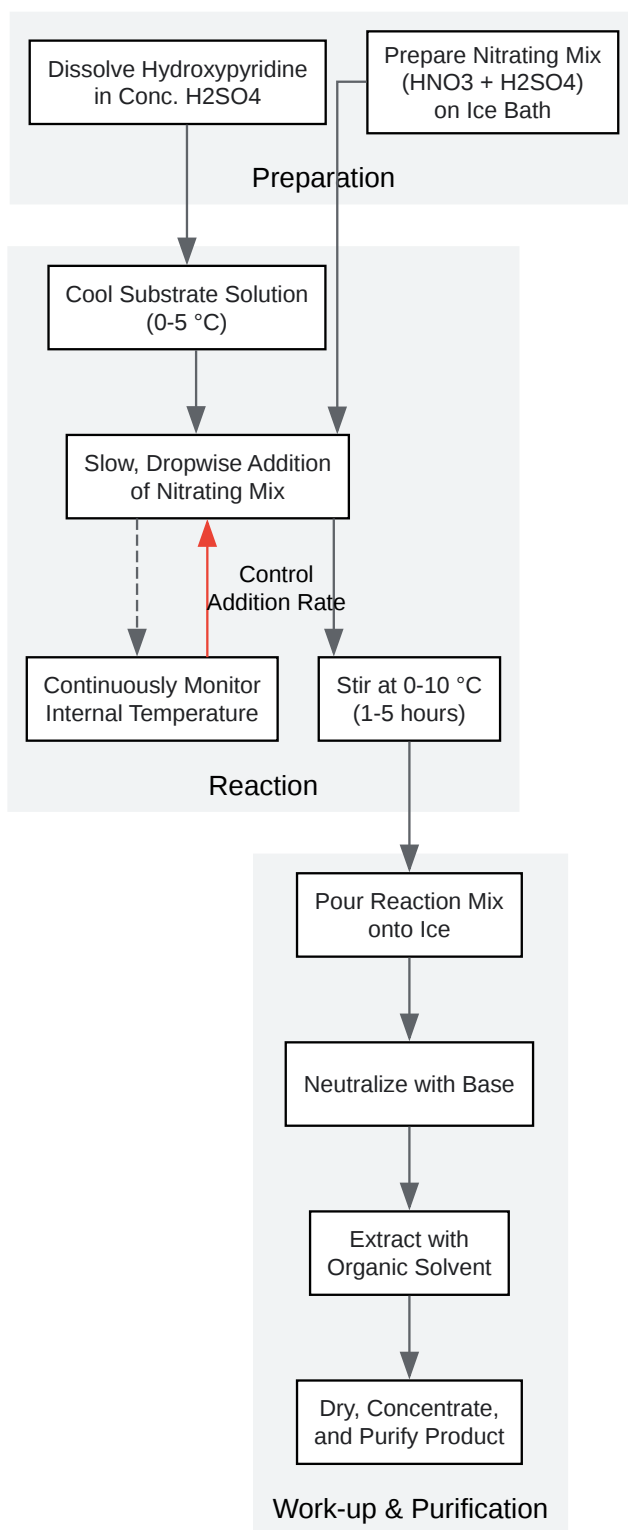 Dissolve Hydroxypyridine
in Conc. H2SO4
Prepare Nitrating Mix
(HNO3 + H2SO4)
on Ice Bath
Preparation
Cool Substrate Solution
(0-5 °C)
Slow, Dropwise Addition
of Nitrating Mix
Control
Addition Rate
Continuously Monitor
Internal Temperature
Stir at 0-10 °C
(1-5 hours)
Reaction
Pour Reaction Mix
onto Ice
Neutralize with Base
Extract with
Organic Solvent
Dry, Concentrate,
and Purify Product
Work-up & Purification